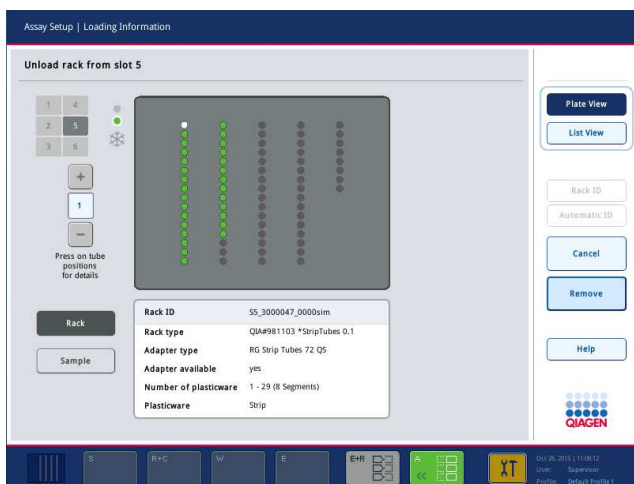 Assay Setup | Loading Information
Unload rack from slot 5
1 4
2 5
3 6
+
1
−
Press on tube
positions
for details
Rack
Sample
Rack ID S5_3000047_0000sim
Rack type QIA#981103 *StripTubes 0.1
Adapter type RG Strip Tubes 72 QS
Adapter available yes
Number of plasticware 1 - 29 (8 Segments)
Plasticware Strip
Plate View
List View
Rack ID
Automatic ID
Cancel
Remove
Help
QIAGEN
S
R+C
W
E
E+R
A
Oct 26, 2015 | 11:08:12
User: Supervisor
Profile: Default Profile 1